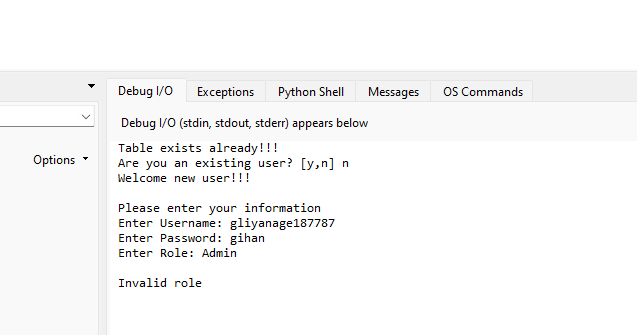 Debug I/O Exceptions Python Shell Messages OS Commands
Debug I/O (stdin, stdout, stderr) appears below
Options
Table exists already!!!
Are you an existing user? [y,n] n
Welcome new user!!!
Please enter your information
Enter Username: gliyanage187787
Enter Password: gihan
Enter Role: Admin
Invalid role